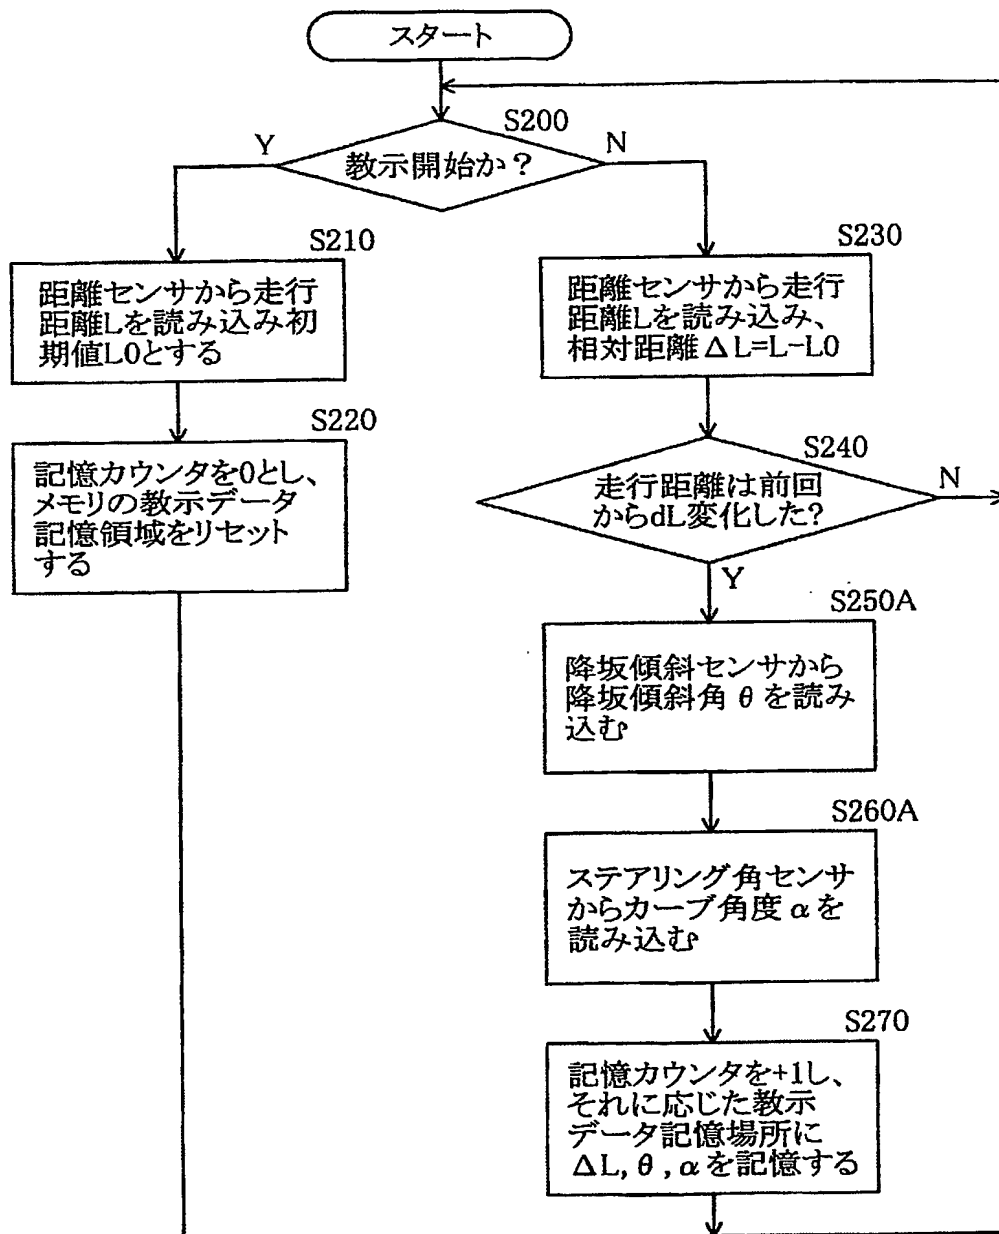 スタート
S200
Y
N
教示開始か？
S210
距離センサから走行
距離Lを読み込み初
期値L0とする
S220
記憶カウンタを0とし、
メモリの教示データ
記憶領域をリセット
する
S230
距離センサから走行
距離Lを読み込み、
相対距離ΔL=L-L0
S240
N
走行距離は前回
からdL変化した?
Y
S250A
降坂傾斜センサから
降坂傾斜角θを読み
込む
S260A
ステアリング角センサ
からカーブ角度αを
読み込む
S270
記憶カウンタを+1し、
それに応じた教示
データ記憶場所に
ΔL,θ,αを記憶する